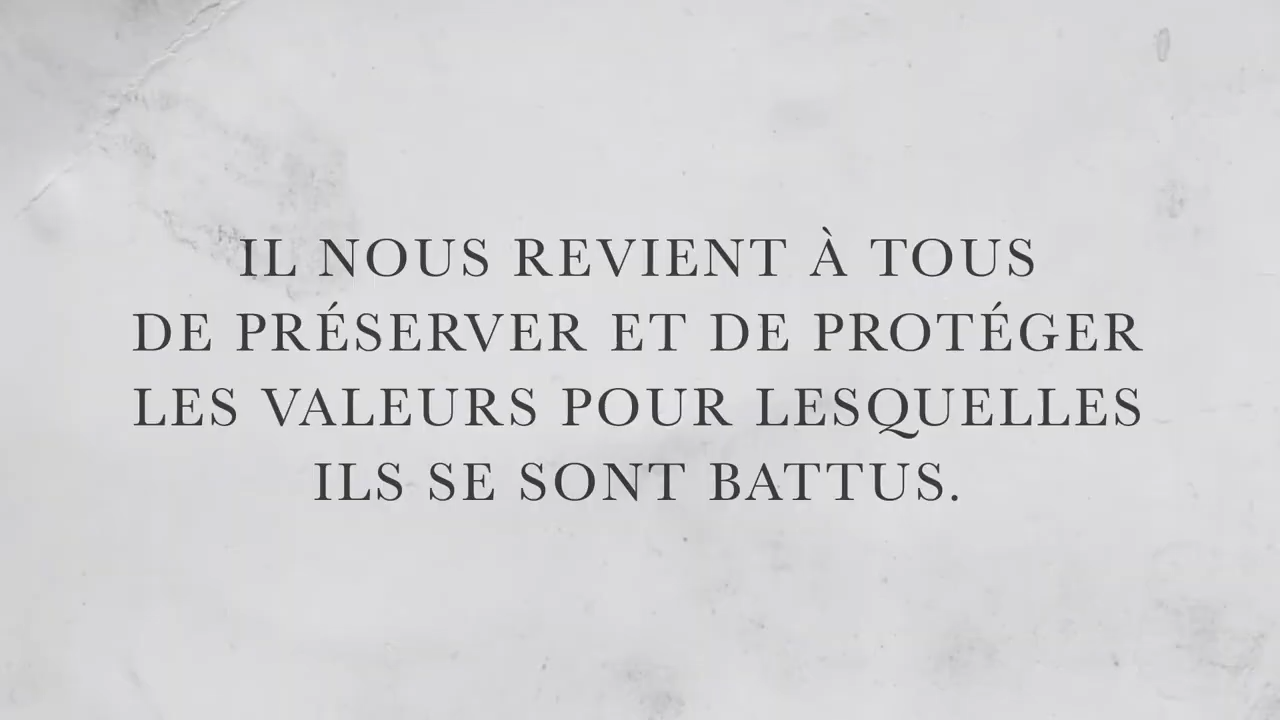 IL NOUS REVIENT À TOUS
DE PRÉSERVER ET DE PROTÉGER
LES VALEURS POUR LESQUELLES
ILS SE SONT BATTUS.